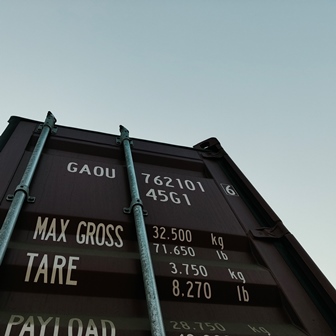 GAOU 762101 6
45G1
MAX GROSS 32.500 kg
71.650 lb
TARE 3.750 kg
8.270 lb
PAYLOAD 28.750 kg